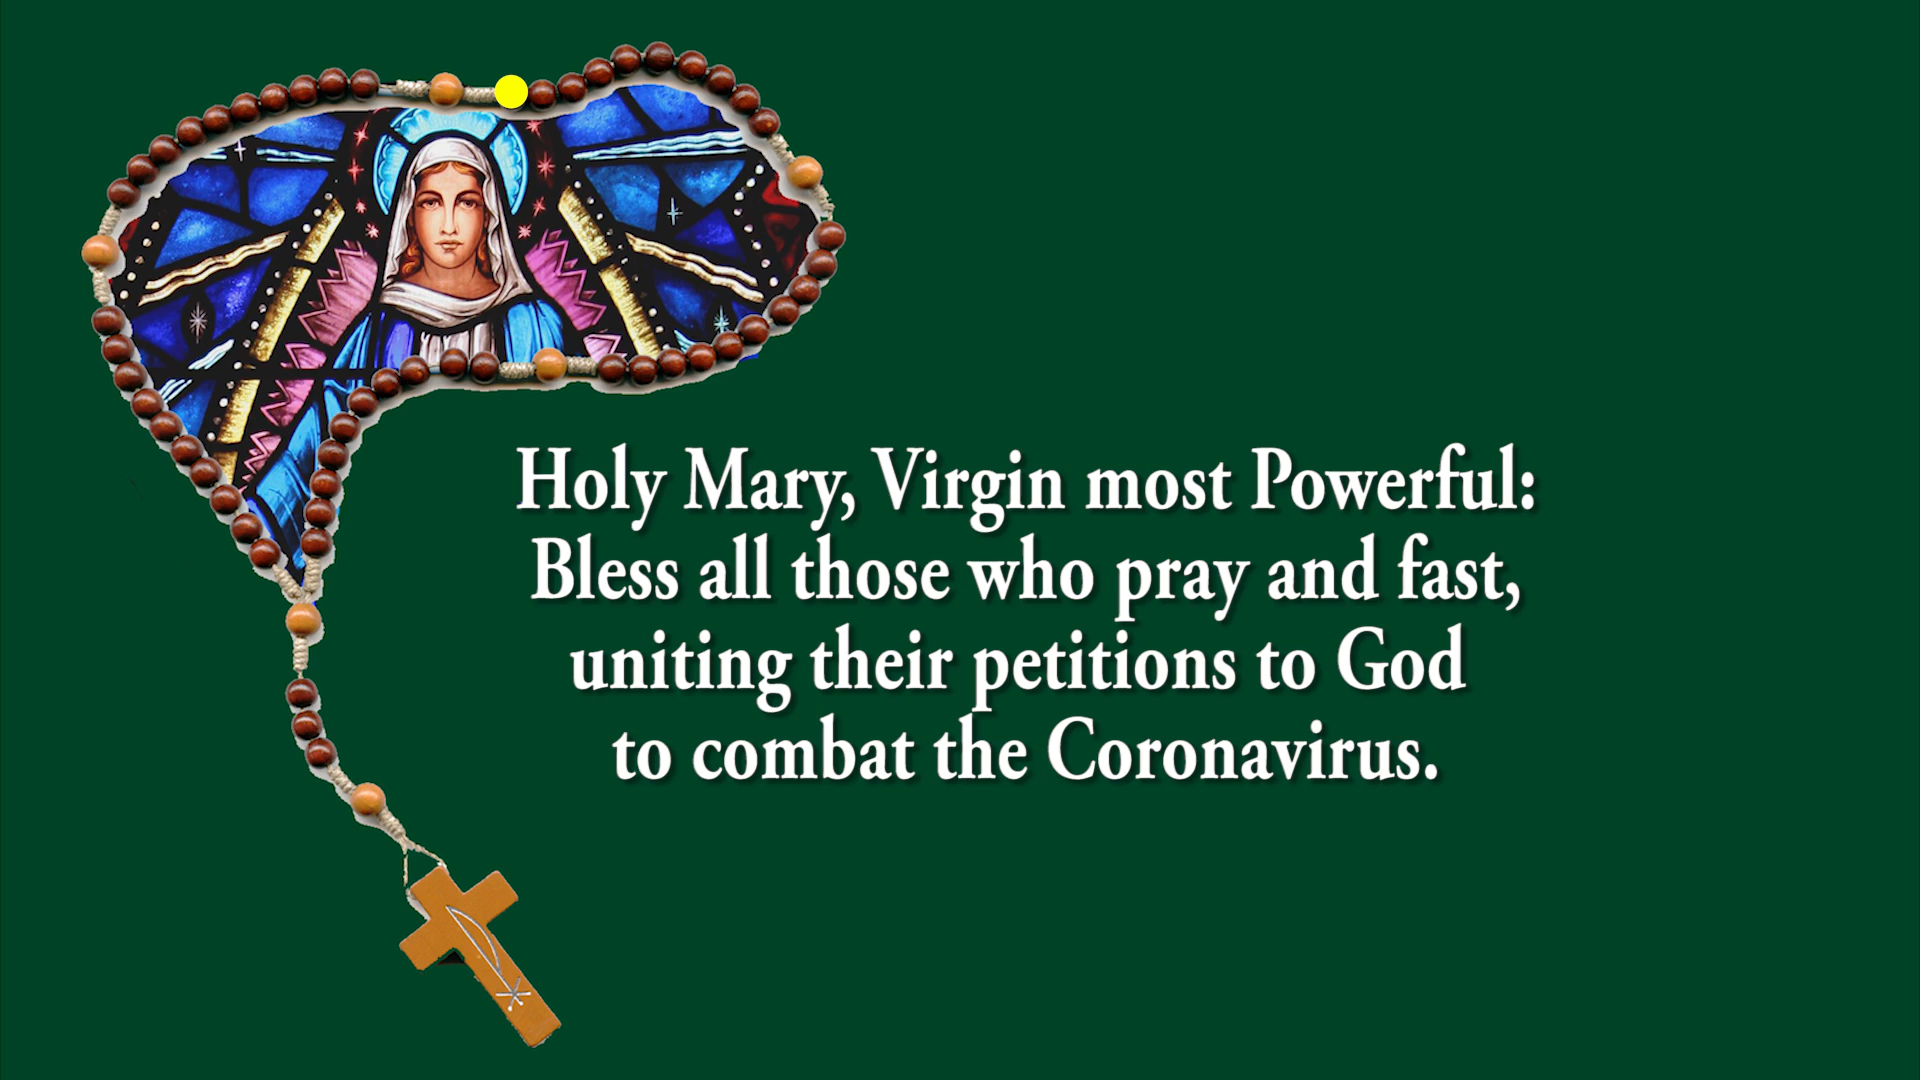 Holy Mary, Virgin most Powerful:
Bless all those who pray and fast,
uniting their petitions to God
to combat the Coronavirus.